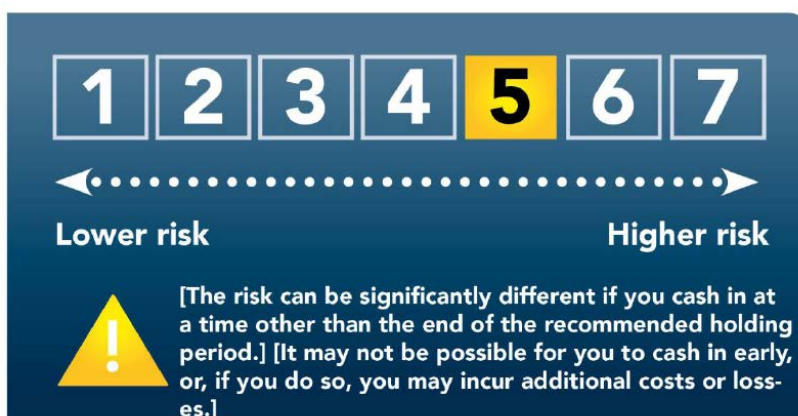 1 2 3 4 5 6 7
Lower risk Higher risk
!
[The risk can be significantly different if you cash in at
a time other than the end of the recommended holding
period.] [It may not be possible for you to cash in early,
or, if you do so, you may incur additional costs or loss-
es.]